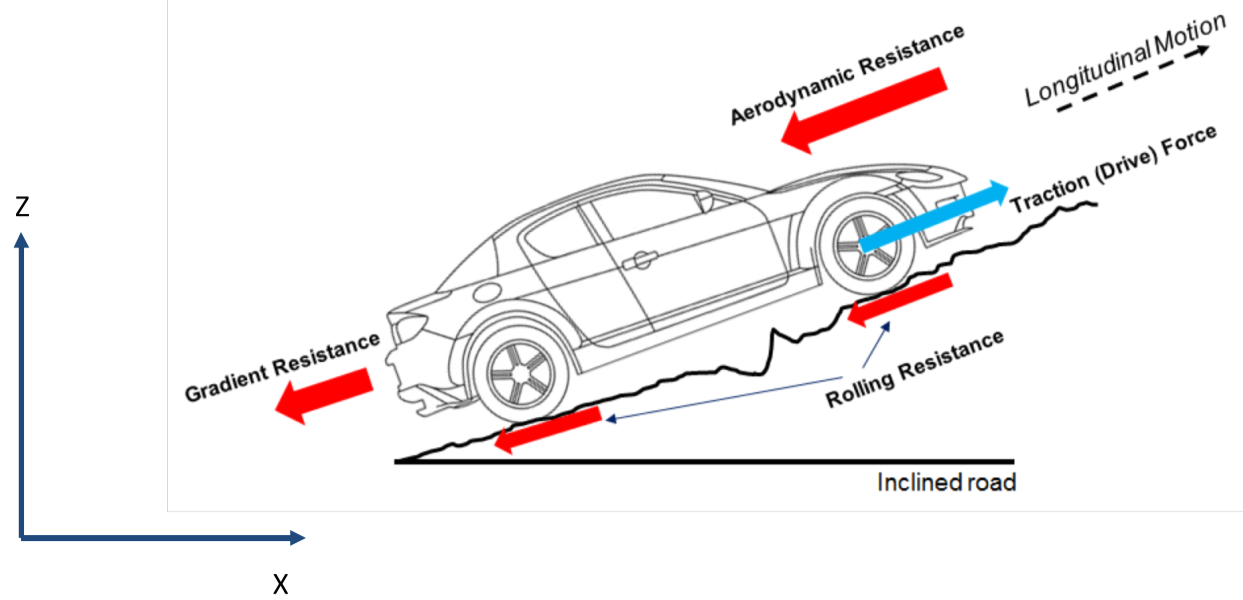 Longitudinal Motion
Aerodynamic Resistance
Traction (Drive) Force
Z
Gradient Resistance
Rolling Resistance
Inclined road
X